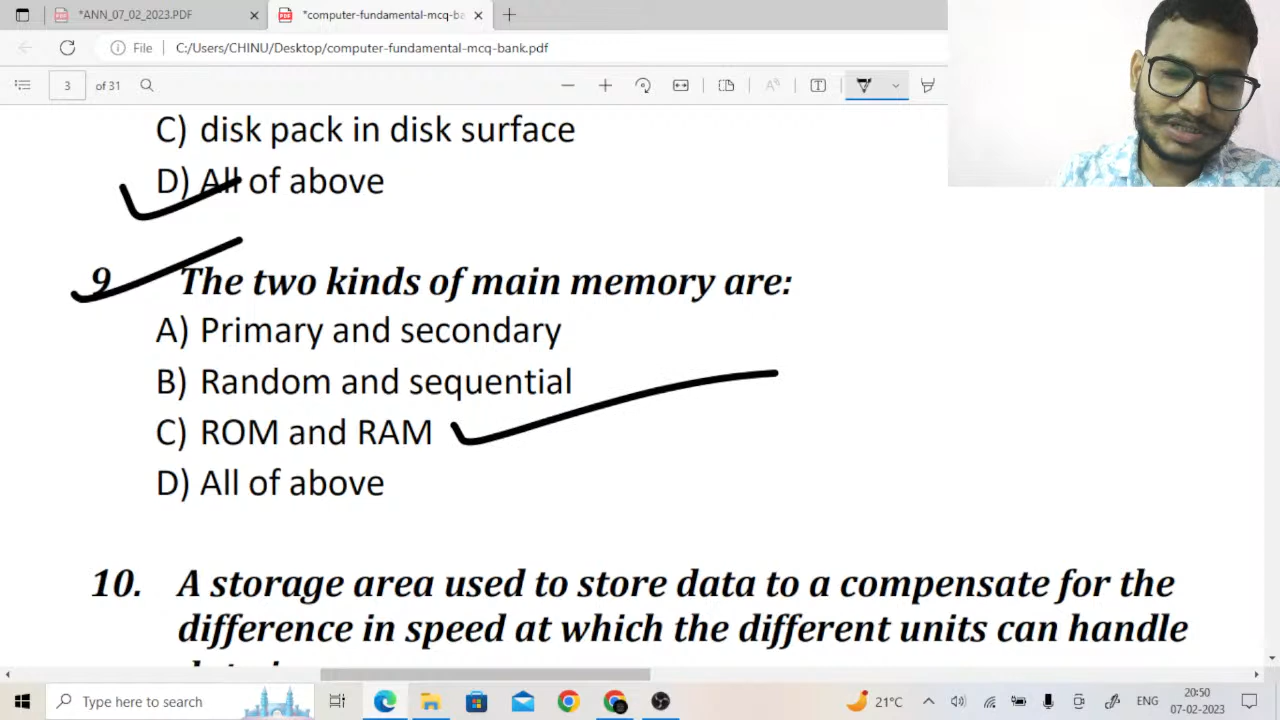 *ANN_07_02_2023.PDF
*computer-fundamental-mcq-ba
File C:/Users/CHINU/Desktop/computer-fundamental-mcq-bank.pdf
3 of 31
C) disk pack in disk surface
D) All of above
9 The two kinds of main memory are:
A) Primary and secondary
B) Random and sequential
C) ROM and RAM
D) All of above
10. A storage area used to store data to a compensate for the
difference in speed at which the different units can handle
Type here to search
21°C
ENG
20:50
07-02-2023